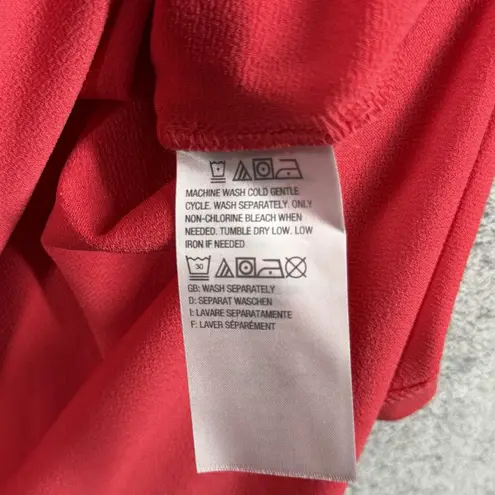 MACHINE WASH COLD GENTLE
CYCLE. WASH SEPARATELY. ONLY
NON-CHLORINE BLEACH WHEN
NEEDED. TUMBLE DRY LOW. LOW
IRON IF NEEDED
30
GB: WASH SEPARATELY
D: SEPARAT WASCHEN
I: LAVARE SEPARATAMENTE
F: LAVER SÉPARÉMENT